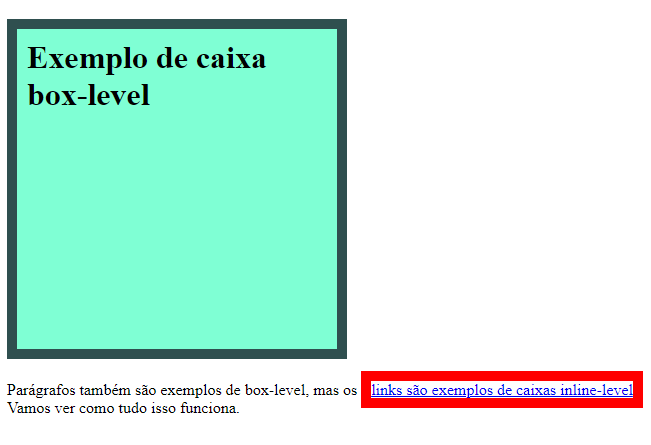 Exemplo de caixa
box-level
Parágrafos também são exemplos de box-level, mas os links são exemplos de caixas inline-level
Vamos ver como tudo isso funciona.